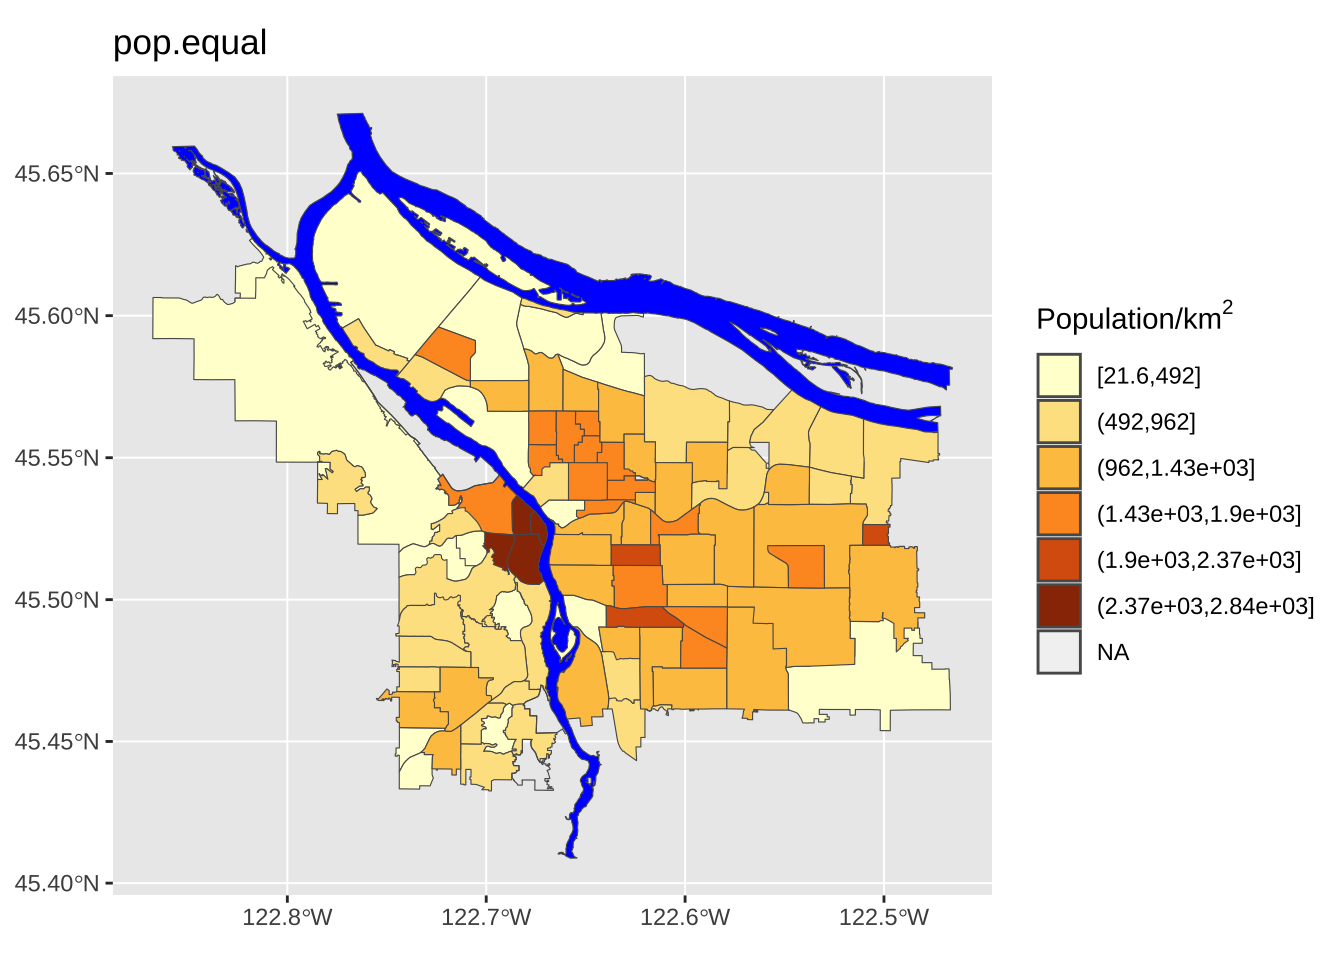 pop.equal
45.65°N
45.60°N
45.55°N
45.50°N
45.45°N
45.40°N
122.8°W
122.7°W
122.6°W
122.5°W
Population/km²
[21.6,492]
(492,962]
(962,1.43e+03]
(1.43e+03,1.9e+03]
(1.9e+03,2.37e+03]
(2.37e+03,2.84e+03]
NA